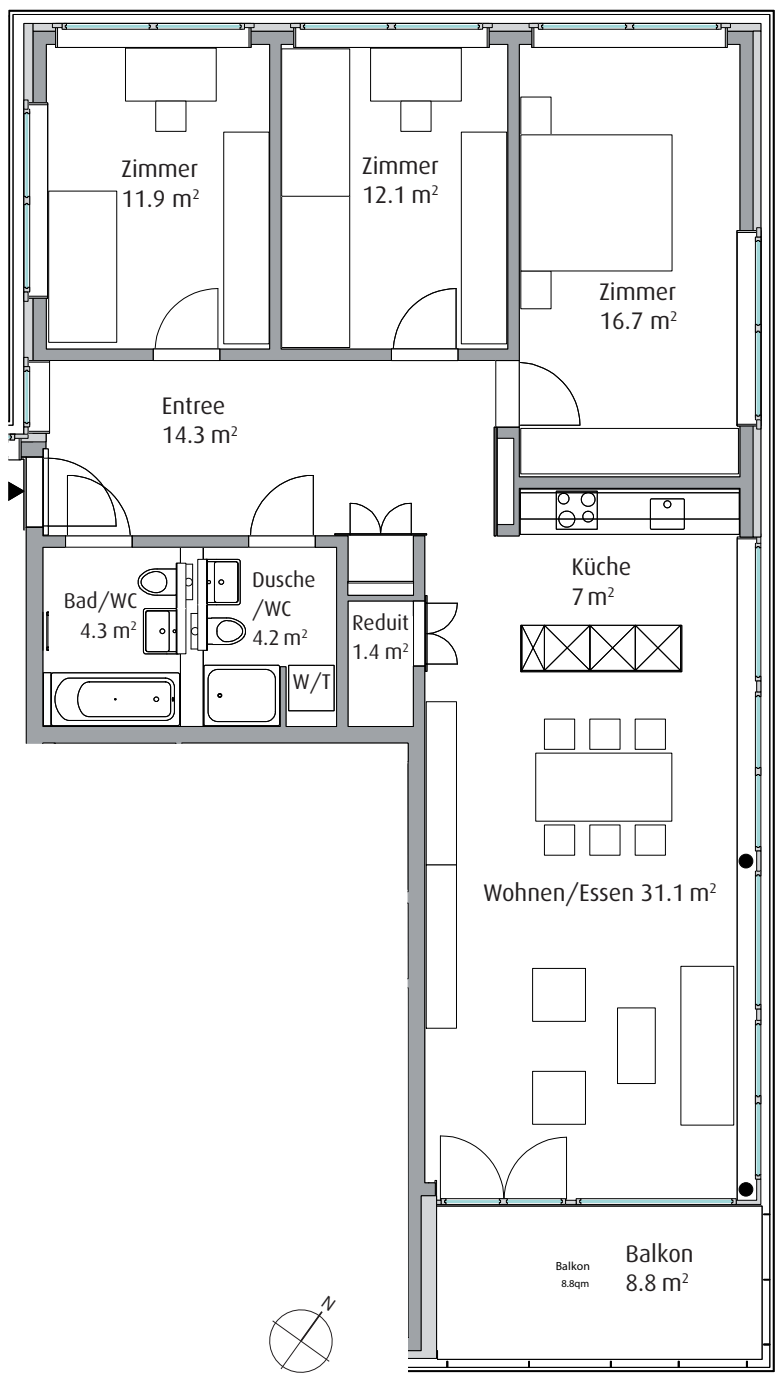 Zimmer
11.9 m²
Zimmer
12.1 m²
Zimmer
16.7 m²
Entree
14.3 m²
Bad/WC
4.3 m²
Dusche
/WC
4.2 m²
W/T
Reduit
1.4 m²
Küche
7 m²
Wohnen/Essen 31.1 m²
Balkon
8.8qm
Balkon
8.8 m²
N